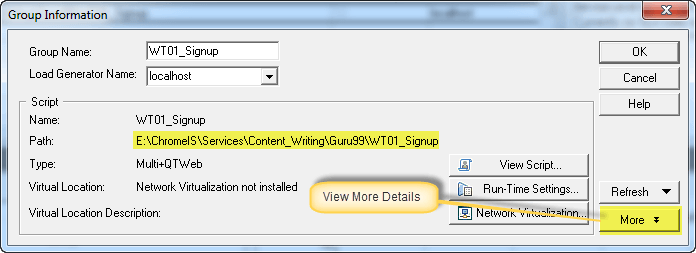 Group Information
Group Name: WT01_Signup OK
Load Generator Name: localhost Cancel
Help
Script
Name: WT01_Signup
Path: E:\ChromeIS\Services\Content_Writing\Guru99\WT01_Signup
Type: Multi+QTWeb View Script...
Virtual Location: Network Virtualization not installed Run-Time Settings... Refresh
View More Details
Virtual Location Description: Network Virtualization... More